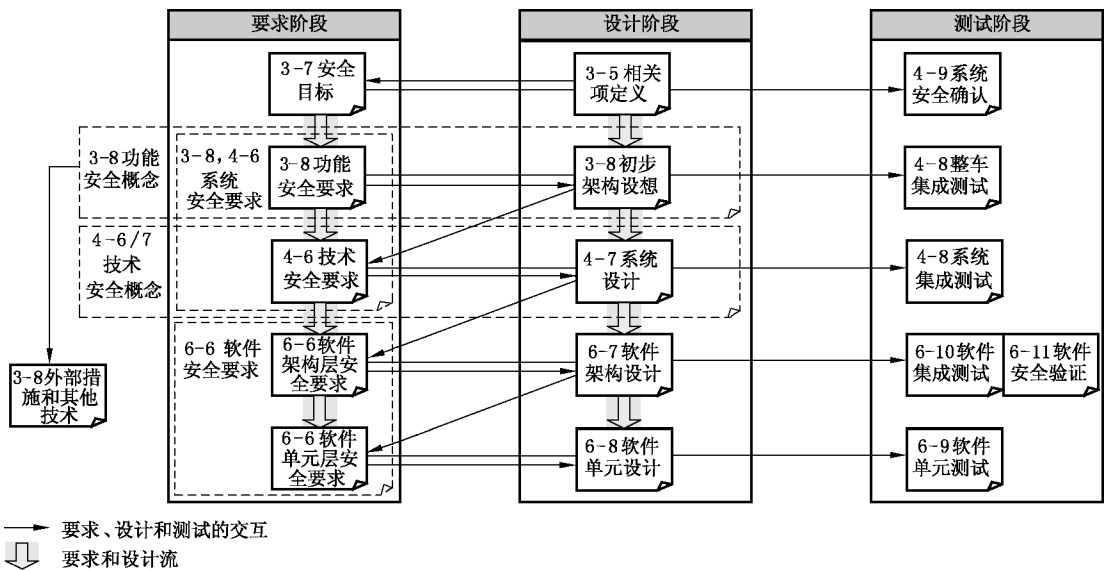 要求阶段
设计阶段
测试阶段
3-7安全
目标
3-5相关
项定义
4-9系统
安全确认
3-8功能
安全概念
3-8,4-6
系统
安全要求
3-8功能
安全要求
3-8初步
架构设想
4-8整车
集成测试
4-6/7
技术
安全概念
4-6技术
安全要求
4-7系统
设计
4-8系统
集成测试
6-6软件
安全要求
6-6软件
架构层安
全要求
6-7软件
架构设计
6-10软件
集成测试
6-11软件
安全验证
3-8外部措
施和其他
技术
6-6软件
单元层安
全要求
6-8软件
单元设计
6-9软件
单元测试
要求、设计和测试的交互
要求和设计流